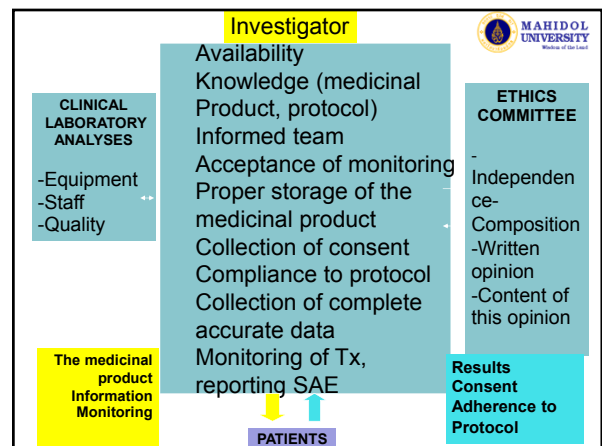 Investigator
MAHIDOL
UNIVERSITY
Wisdom of the Land
Availability
Knowledge (medicinal
Product, protocol)
Informed team
Acceptance of monitoring
Proper storage of the
medicinal product
Collection of consent
Compliance to protocol
Collection of complete
accurate data
Monitoring of Tx,
reporting SAE
CLINICAL
LABORATORY
ANALYSES
-Equipment
-Staff
-Quality
ETHICS
COMMITTEE
-
Independen
ce-
Composition
-Written
opinion
-Content of
this opinion
The medicinal
product
Information
Monitoring
Results
Consent
Adherence to
Protocol
PATIENTS